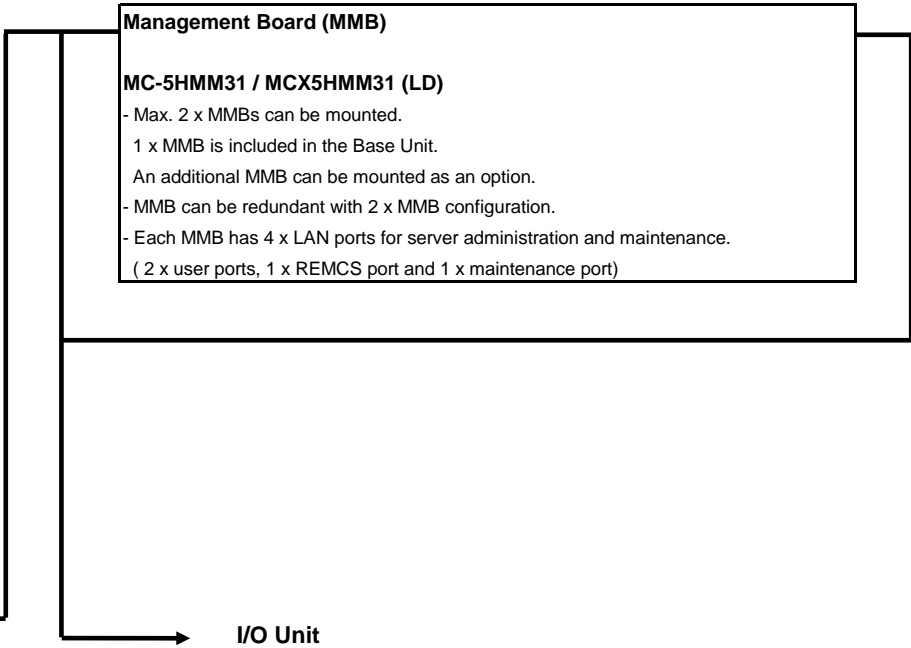 Management Board (MMB)
MC-5HMM31 / MCX5HMM31 (LD)
- Max. 2 x MMBs can be mounted.
1 x MMB is included in the Base Unit.
An additional MMB can be mounted as an option.
- MMB can be redundant with 2 x MMB configuration.
- Each MMB has 4 x LAN ports for server administration and maintenance.
( 2 x user ports, 1 x REMCS port and 1 x maintenance port)
I/O Unit